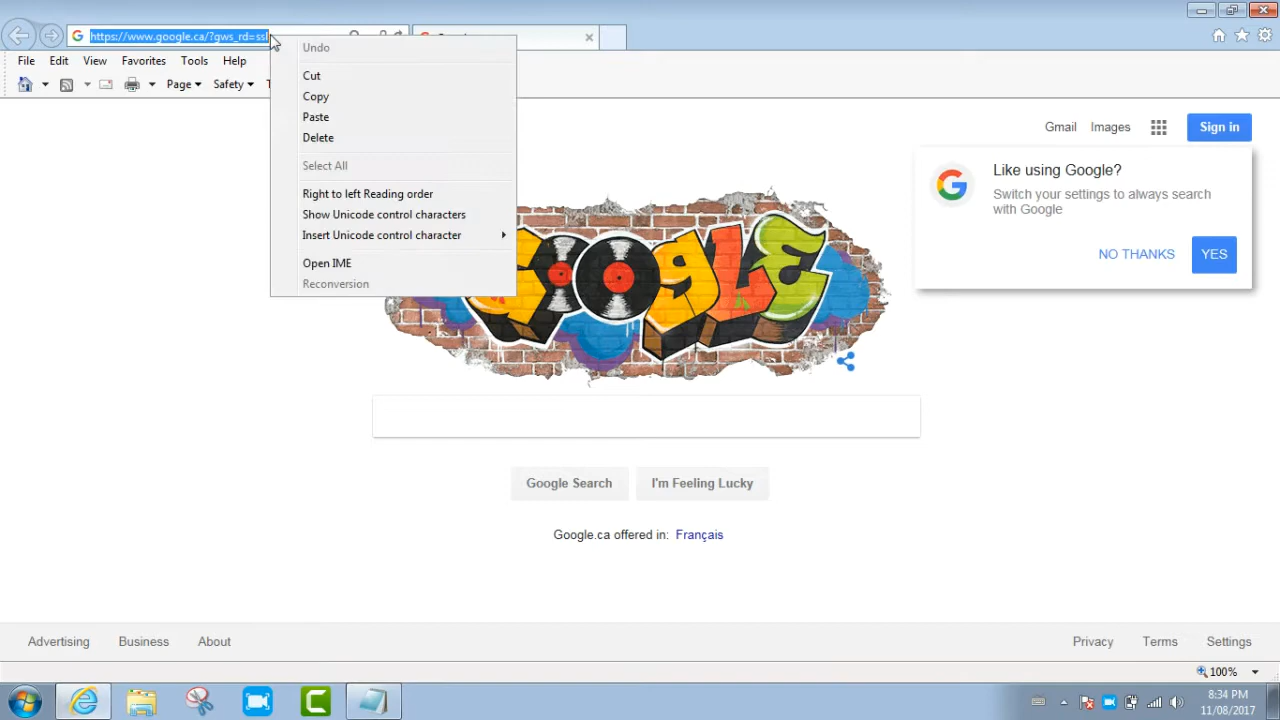 https://www.google.ca/?gws_rd=ssl
File Edit View Favorites Tools Help
Page Safety
Undo
Cut
Copy
Paste
Delete
Select All
Right to left Reading order
Show Unicode control characters
Insert Unicode control character
Open IME
Reconversion
Gmail Images Sign in
Like using Google?
Switch your settings to always search
with Google
NO THANKS YES
GOOGLE
Google Search I'm Feeling Lucky
Google.ca offered in: Français
Advertising Business About Privacy Terms Settings
100%
8:34 PM
11/08/2017